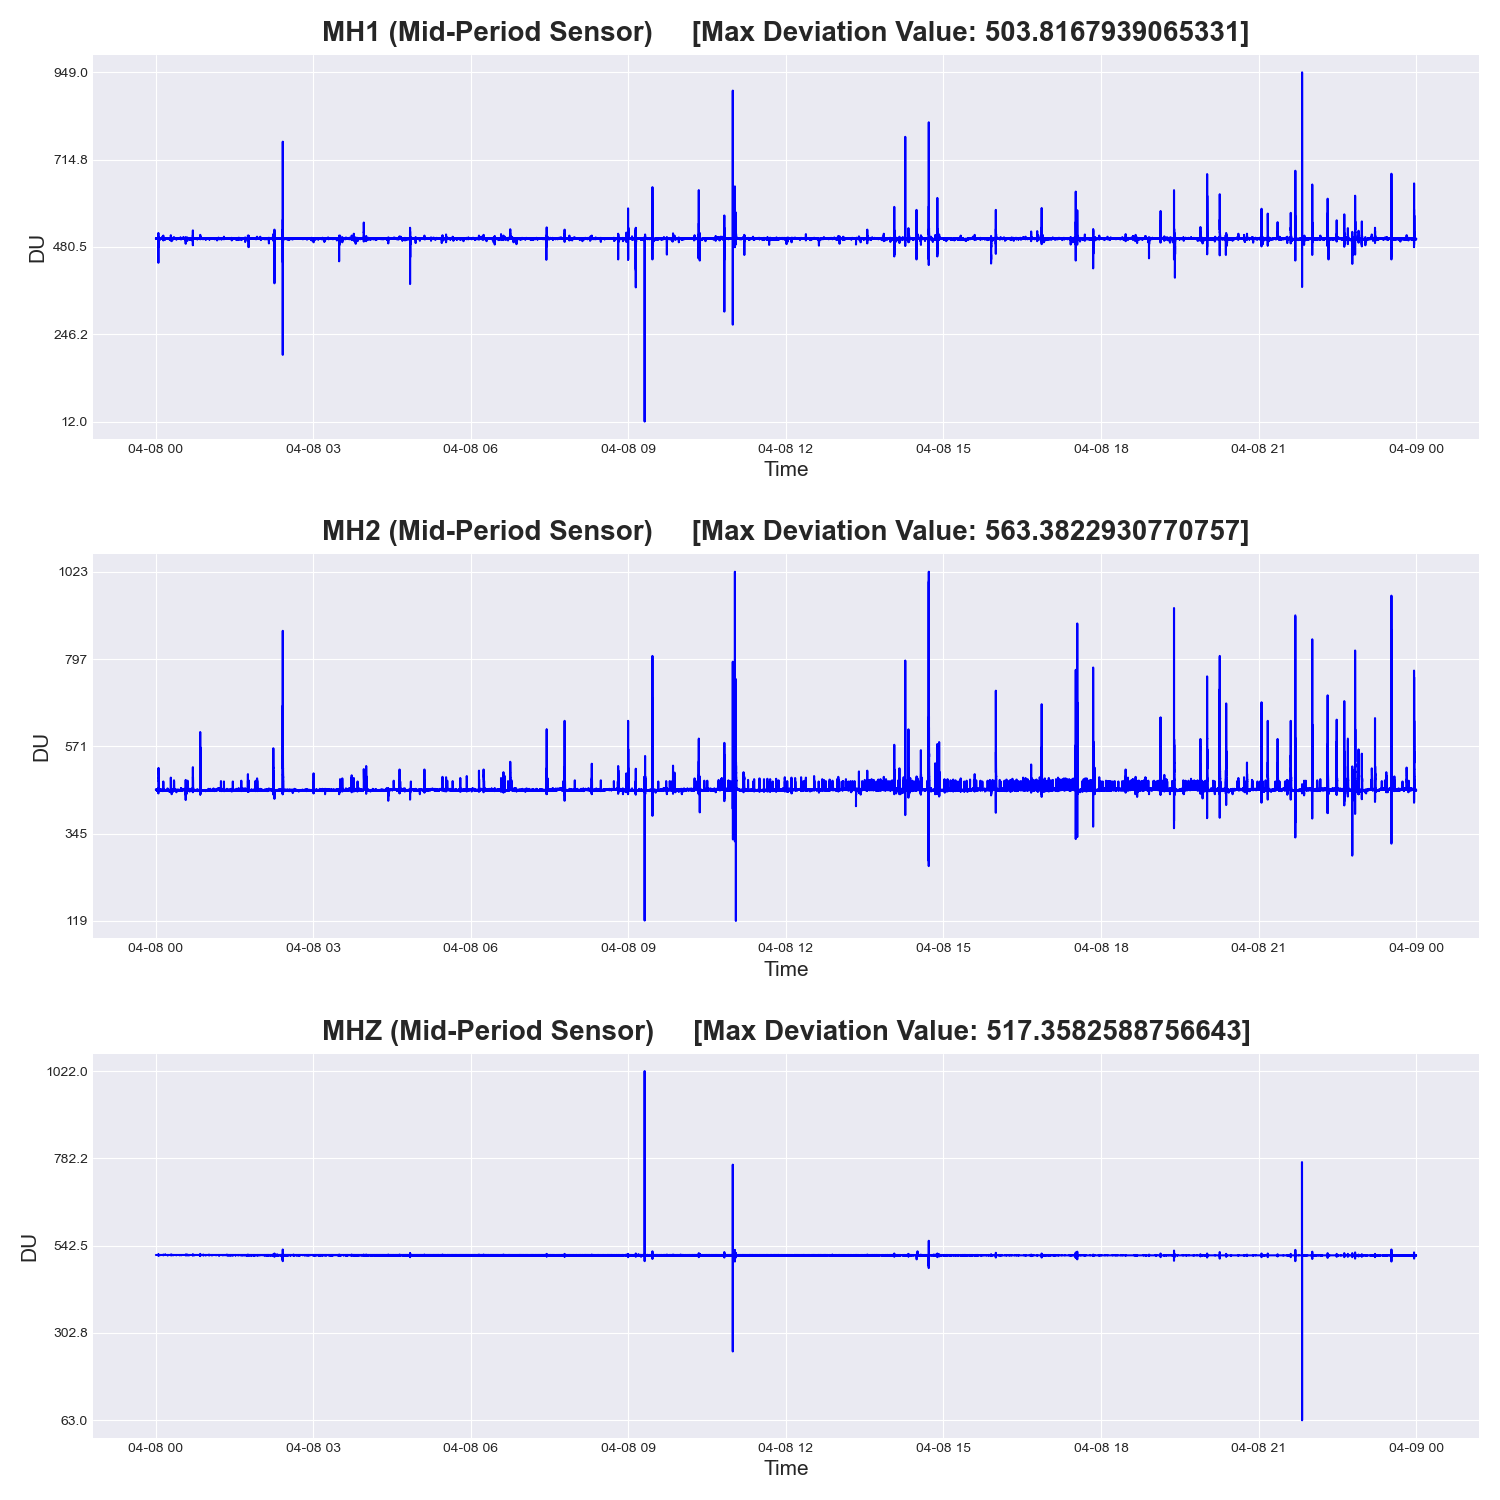 MH1 (Mid-Period Sensor) [Max Deviation Value: 503.8167939065331]
949.0
714.8
480.5
246.2
12.0
DU
04-08 00 04-08 03 04-08 06 04-08 09 04-08 12 04-08 15 04-08 18 04-08 21 04-09 00
Time
MH2 (Mid-Period Sensor) [Max Deviation Value: 563.3822930770757]
1023
797
571
345
119
DU
04-08 00 04-08 03 04-08 06 04-08 09 04-08 12 04-08 15 04-08 18 04-08 21 04-09 00
Time
MHZ (Mid-Period Sensor) [Max Deviation Value: 517.3582588756643]
1022.0
782.2
542.5
302.8
63.0
DU
04-08 00 04-08 03 04-08 06 04-08 09 04-08 12 04-08 15 04-08 18 04-08 21 04-09 00
Time